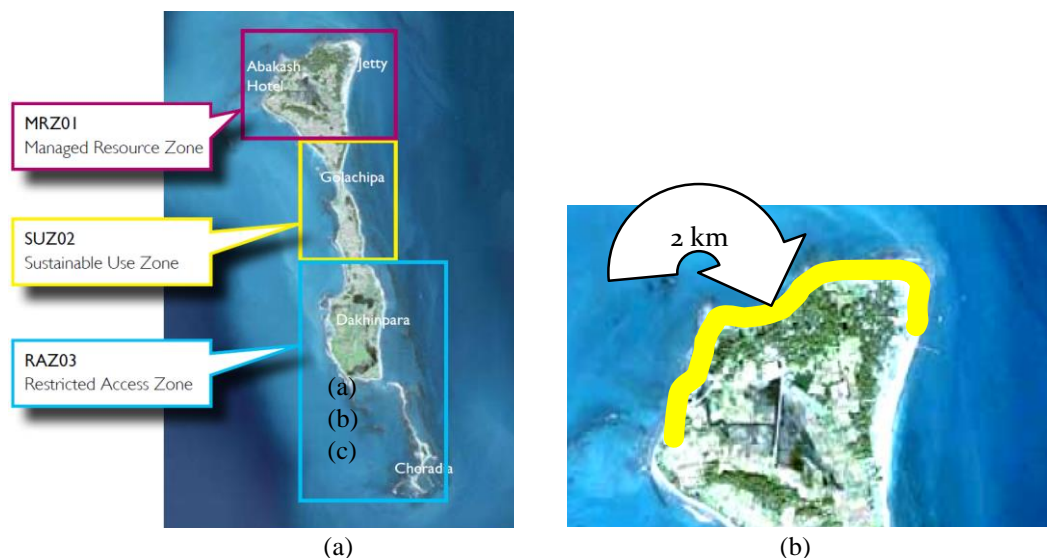 Abakash
Hotel
Jetty
MRZ01
Managed Resource Zone
Golachipa
SUZ02
Sustainable Use Zone
2 km
Dakhinpara
RAZ03
Restricted Access Zone
(a)
(b)
(c)
Choradia
(a)
(b)